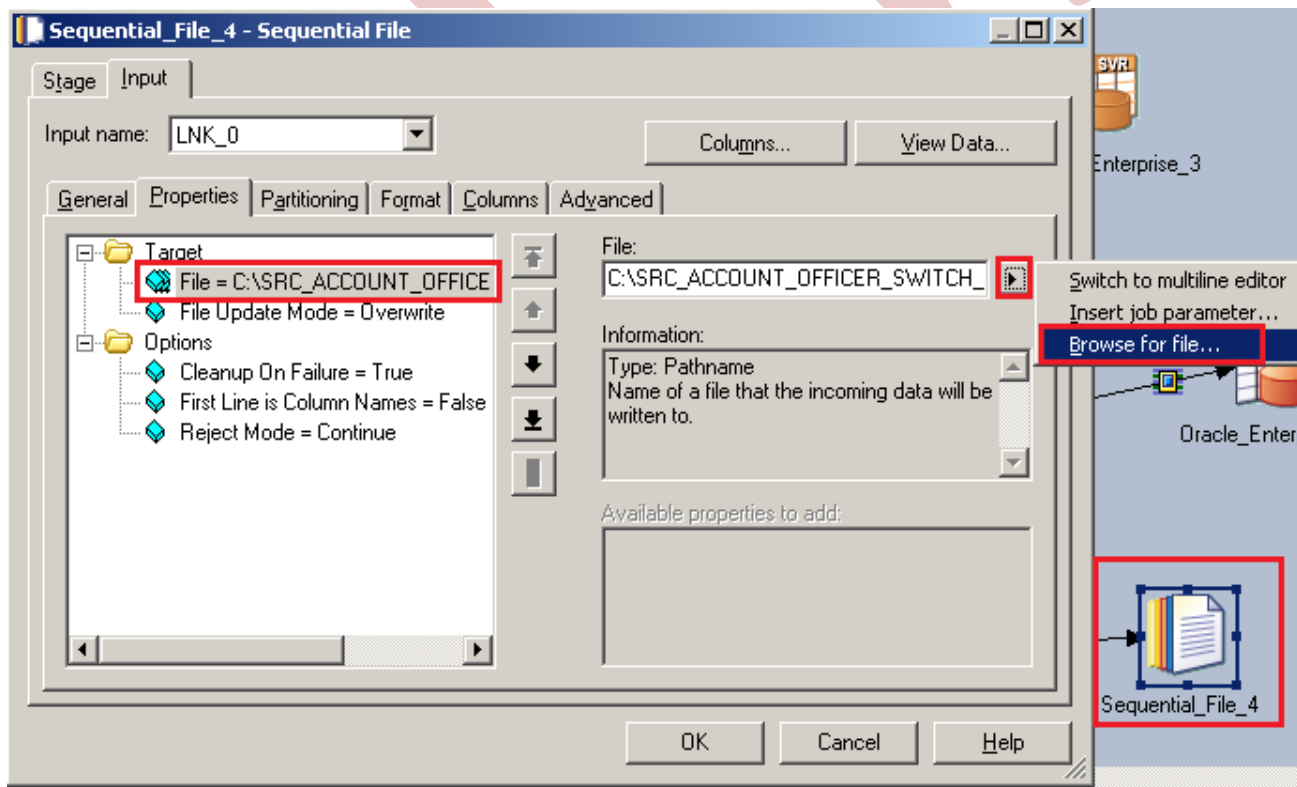 Sequential_File_4 - Sequential File
Stage Input
Input name: LNK_0
Columns... View Data...
General Properties Partitioning Format Columns Advanced
Target
File = C:\SRC_ACCOUNT_OFFICE
File Update Mode = Overwrite
Options
Cleanup On Failure = True
First Line is Column Names = False
Reject Mode = Continue
File:
C:\SRC_ACCOUNT_OFFICER_SWITCH_
Information:
Type: Pathname
Name of a file that the incoming data will be
written to.
Available properties to add:
OK Cancel Help
SVR
Enterprise_3
Switch to multiline editor
Insert job parameter...
Browse for file...
Oracle_Enter
Sequential_File_4